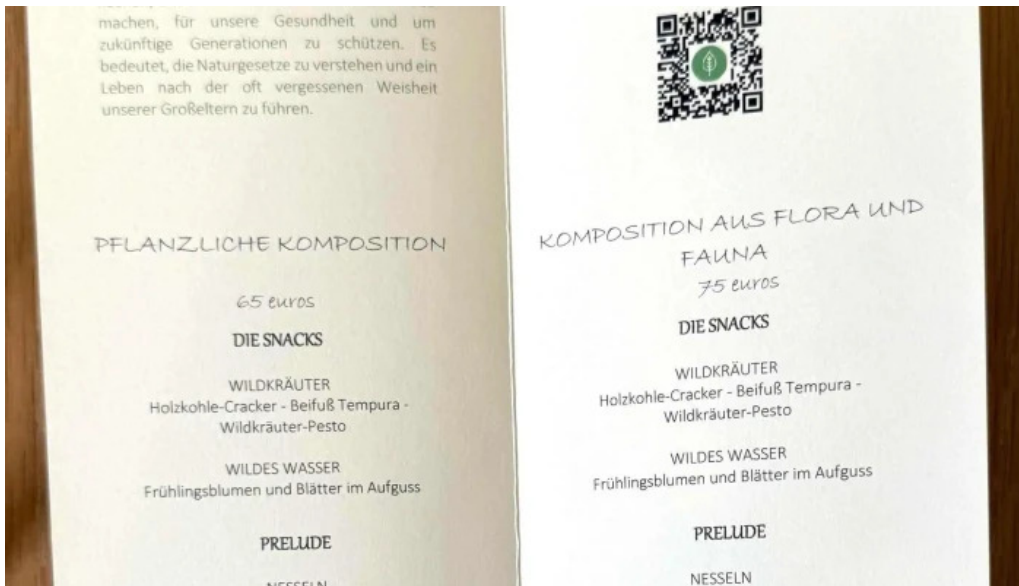 machen, für unsere Gesundheit und um
zukünftige Generationen zu schützen. Es
bedeutet, die Naturgesetze zu verstehen und ein
Leben nach der oft vergessenen Weisheit
unserer Großeltern zu führen.
PFLANZLICHE KOMPOSITION
65 euros
DIE SNACKS
WILDKRÄUTER
Holzkohle-Cracker - Beifuß Tempura -
Wildkräuter-Pesto
WILDES WASSER
Frühlingsblumen und Blätter im Aufguss
PRELUDE
NESSELN
KOMPOSITION AUS FLORA UND
FAUNA
75 euros
DIE SNACKS
WILDKRÄUTER
Holzkohle-Cracker - Beifuß Tempura -
Wildkräuter-Pesto
WILDES WASSER
Frühlingsblumen und Blätter im Aufguss
PRELUDE
NESSELN